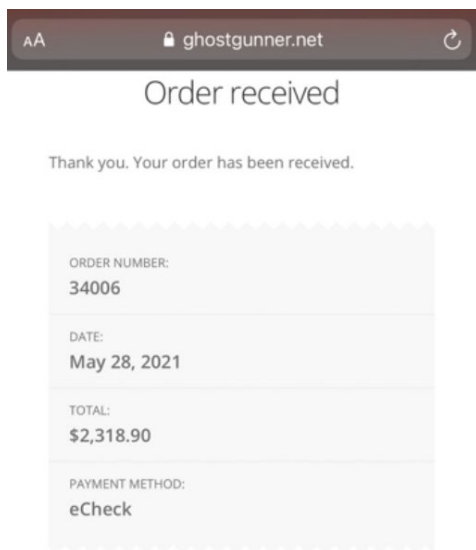 AA
ghostgunner.net
Order received
Thank you. Your order has been received.
ORDER NUMBER:
34006
DATE:
May 28, 2021
TOTAL:
$2,318.90
PAYMENT METHOD:
eCheck